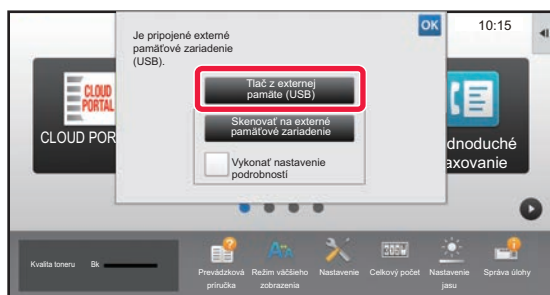 Je pripojené externé
pamäťové zariadenie
(USB).
OK
10:15
Tlač z externej
pamäte (USB)
Skenovať na externé
pamäťové zariadenie
Vykonať nastavenie
podrobností
CLOUD
PORTAL
CLOUD POR
dnoduché
axovanie
Kvalita toneru
Bk
Prevádzková
príručka
Režim väčšieho
zobrazenia
Nastavenie
Celkový počet
Nastavenie
jasu
Správa úlohy